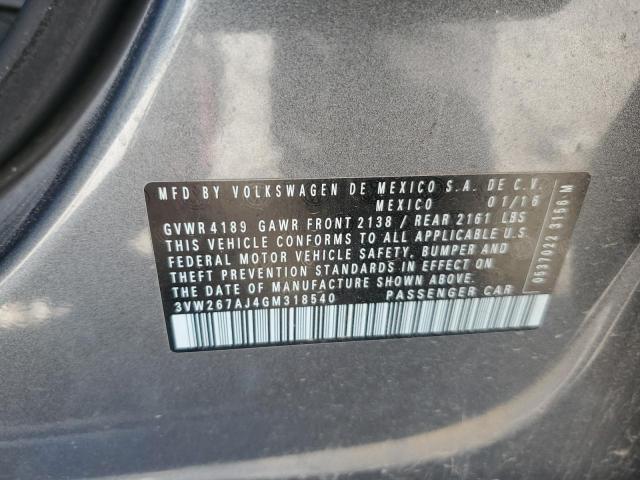 MFD BY VOLKSWAGEN DE MEXICO S.A. DE C.V.
MEXICO 01/16
GVWR 4189 GAWR FRONT 2138 / REAR 2161 LBS
THIS VEHICLE CONFORMS TO ALL APPLICABLE U.S.
FEDERAL MOTOR VEHICLE SAFETY, BUMPER AND
THEFT PREVENTION STANDARDS IN EFFECT ON
THE DATE OF MANUFACTURE SHOWN ABOVE.
3VW267AJ4GM318540 PASSENGER CAR
0537022 3166 M